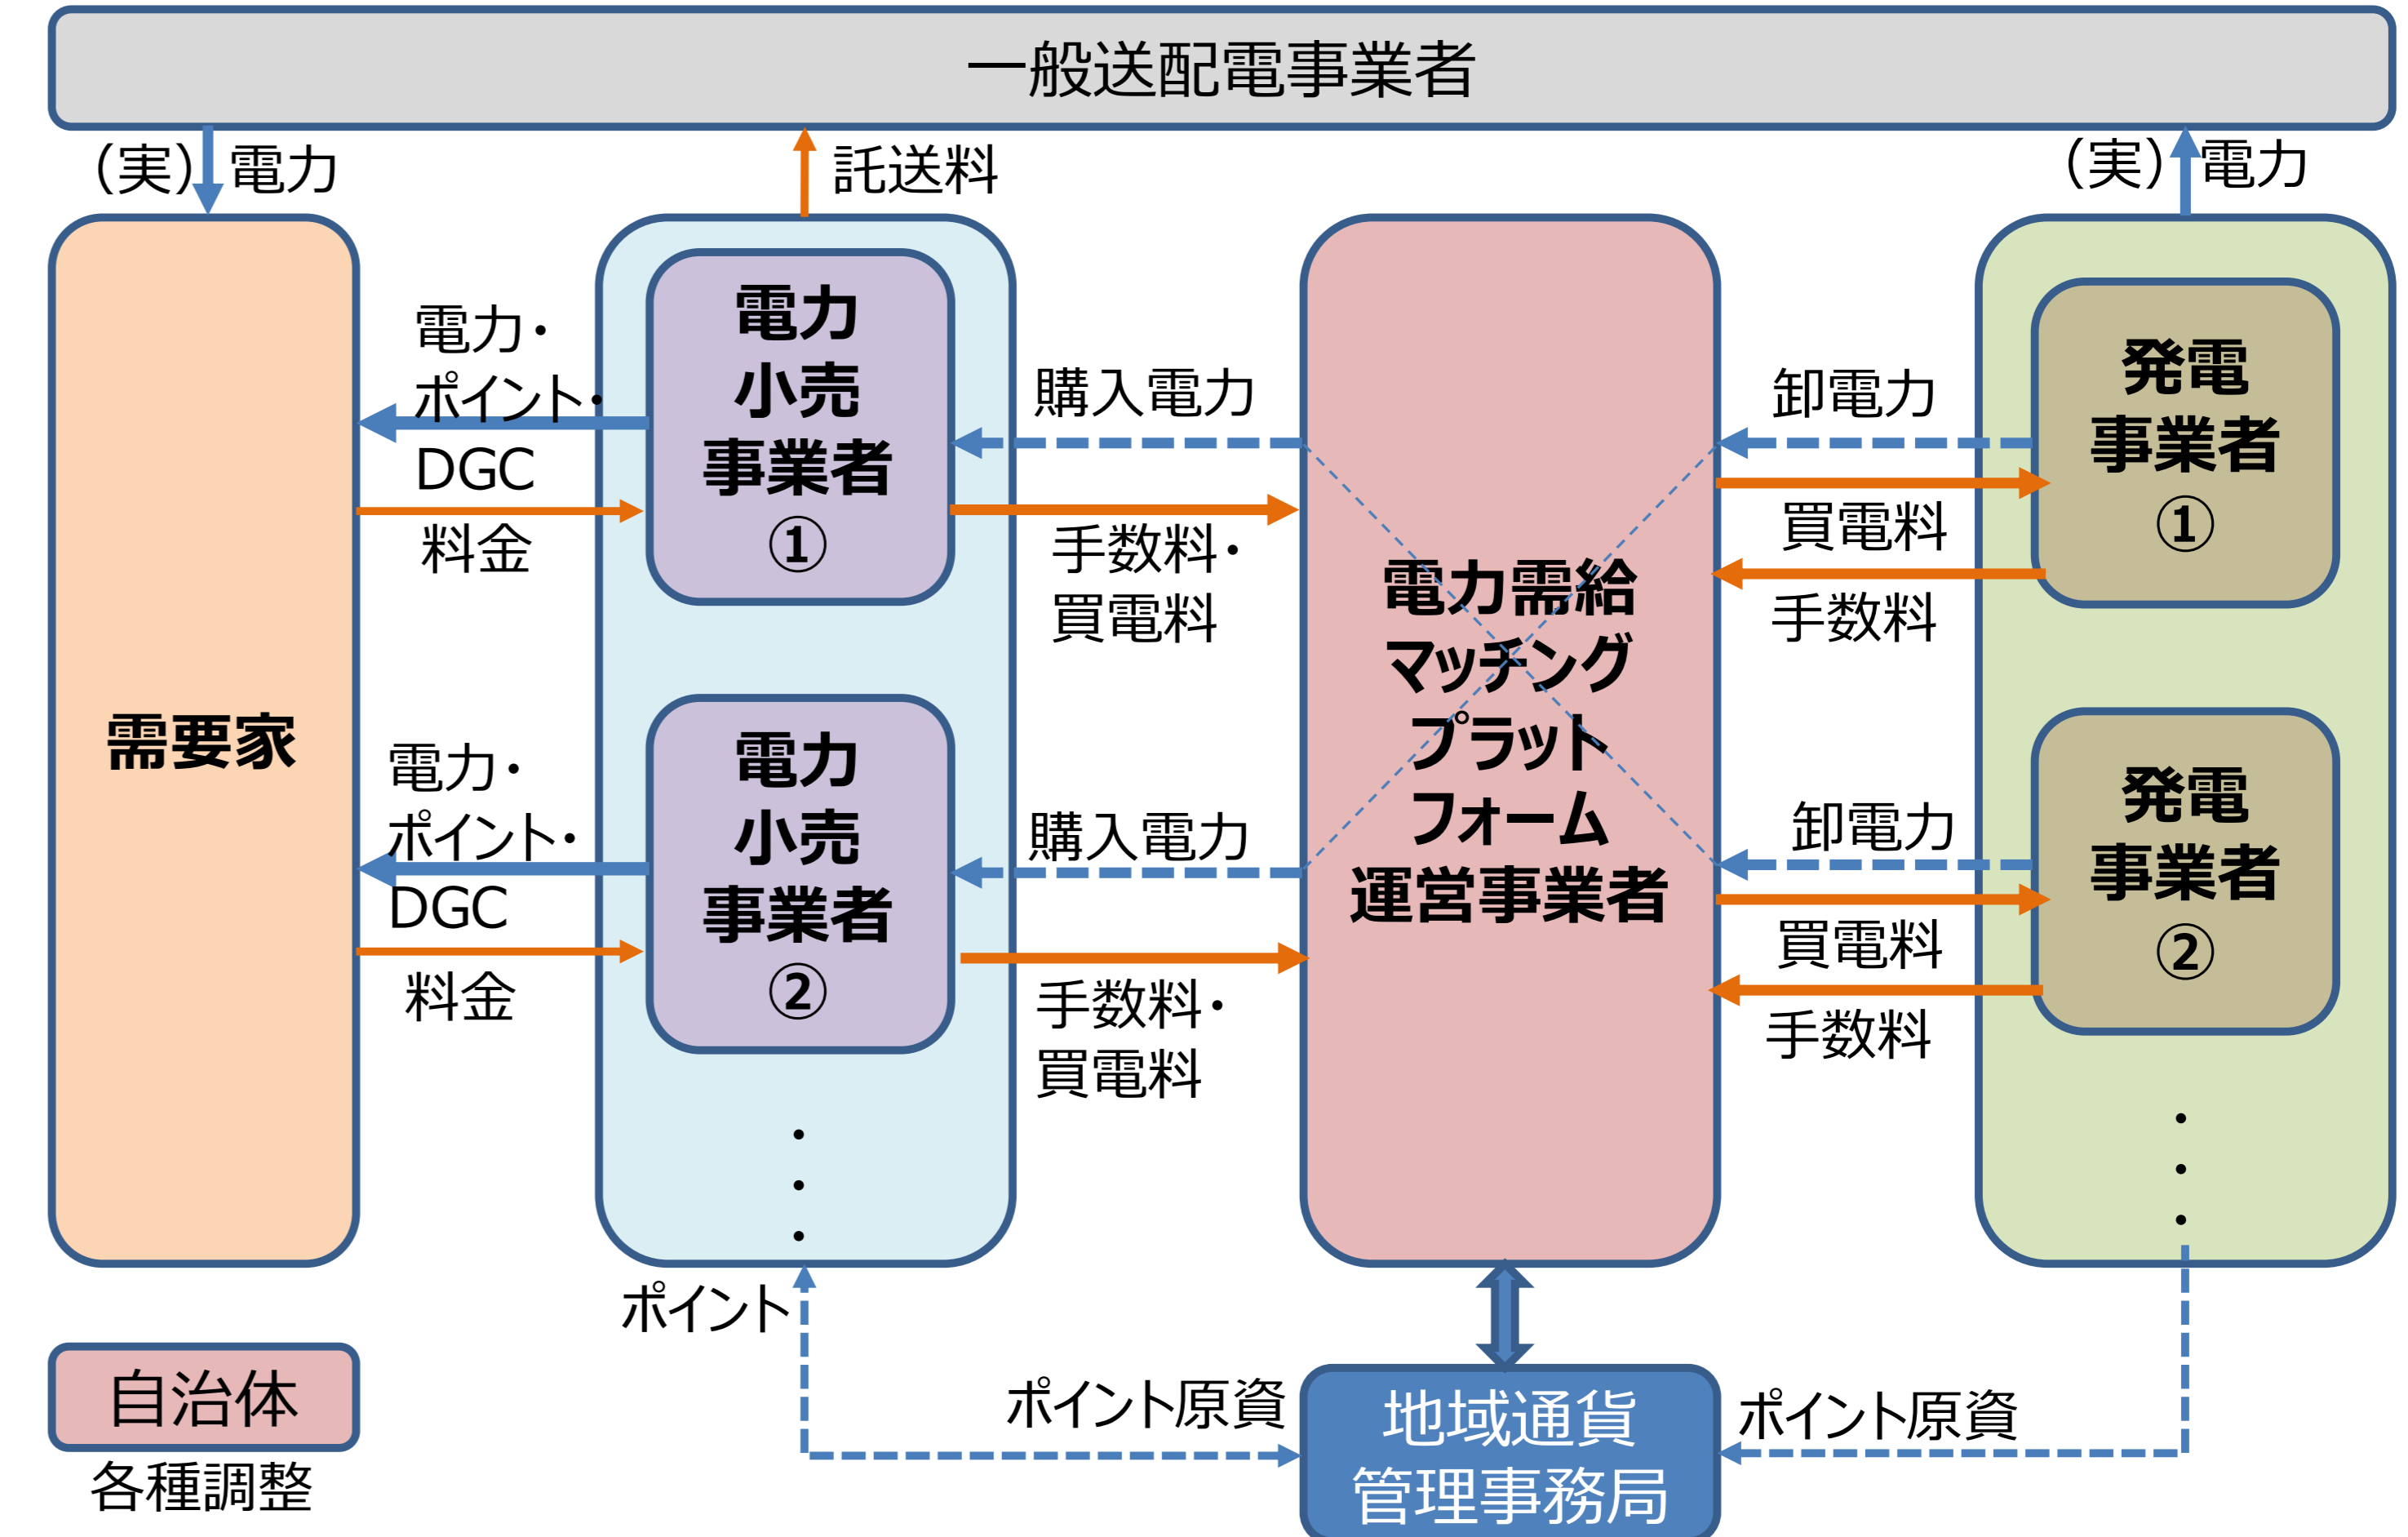 一般送配電事業者
（実）電力
託送料
（実）電力
需要家
電力・
ポイント・
DGC
料金
電力・
ポイント・
DGC
料金
電力
小売
事業者
①
電力
小売
事業者
②
・
・
・
購入電力
手数料・
買電料
購入電力
手数料・
買電料
電力需給
マッチング
プラット
フォーム
運営事業者
卸電力
買電料
手数料
卸電力
買電料
手数料
発電
事業者
①
発電
事業者
②
・
・
・
ポイント
ポイント原資
ポイント原資
自治体
各種調整
地域通貨
管理事務局